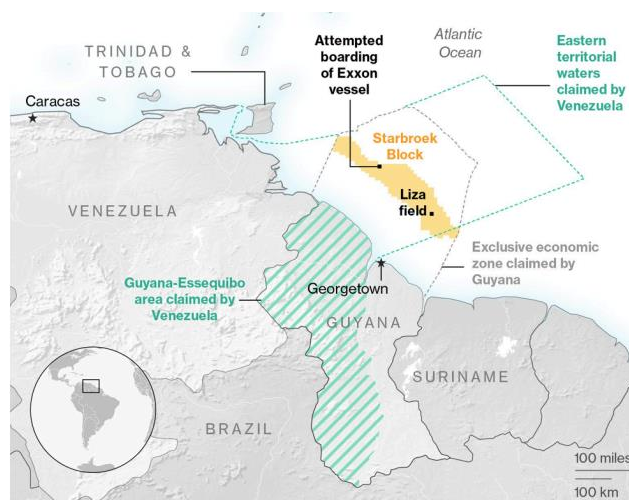 TRINIDAD &
TOBAGO
Attempted
boarding
of Exxon
vessel
Atlantic
Ocean
Eastern
territorial
waters
claimed by
Venezuela
Caracas
Starbroek
Block
Liza
field
VENEZUELA
Exclusive economic
zone claimed by
Guyana
Guyana-Essequibo
area claimed by
Venezuela
Georgetown
GUYANA
SURINAME
BRAZIL
100 miles
100 km